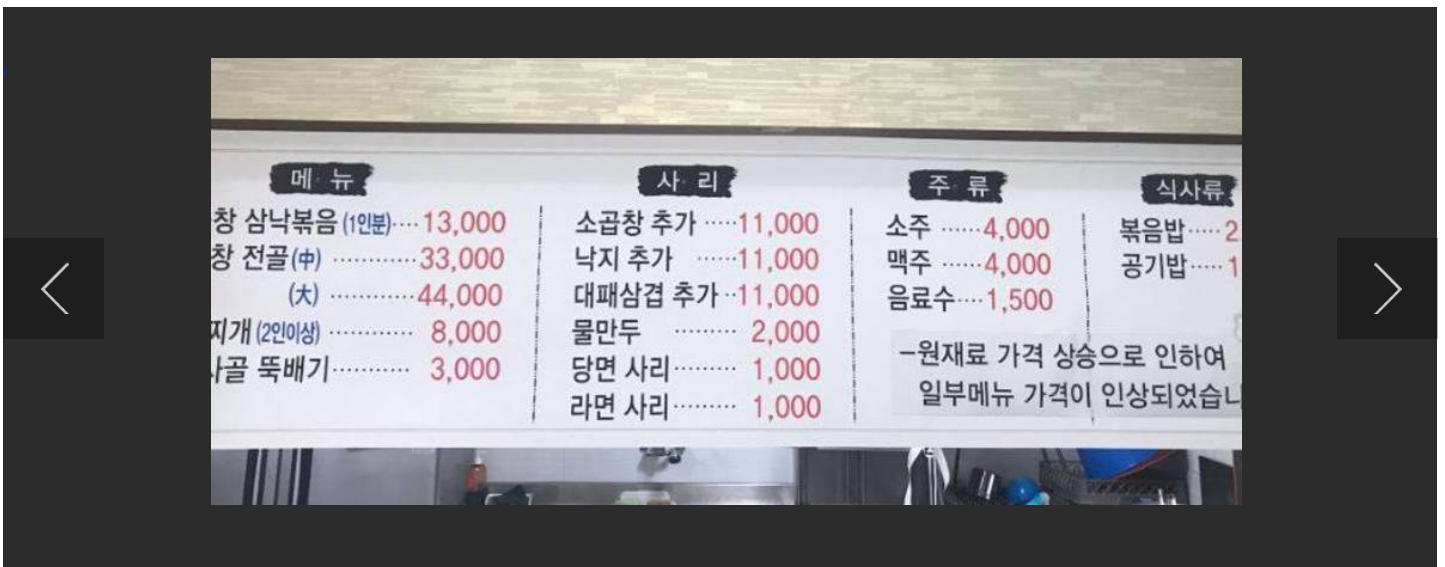 메뉴
창 삼낙볶음 (1인분)····13,000
창 전골(中) ············33,000
(大) ············44,000
찌개(2인이상) ············ 8,000
골 뚝배기··········· 3,000
사리
소곱창 추가 ·····11,000
낙지 추가 ······11,000
대패삼겹 추가··11,000
물만두 ········· 2,000
당면 사리········· 1,000
라면 사리········· 1,000
주류
소주 ······4,000
맥주 ······4,000
음료수····1,500
식사류
볶음밥·····2
공기밥·····1
–원재료 가격 상승으로 인하여
일부메뉴 가격이 인상되었습